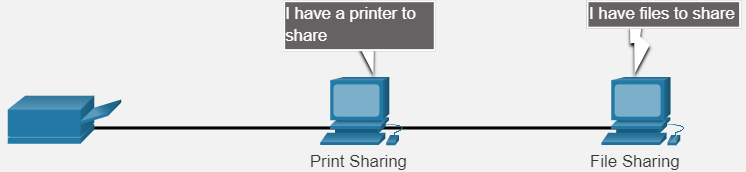 I have a printer to
share
I have files to share
Print Sharing
File Sharing